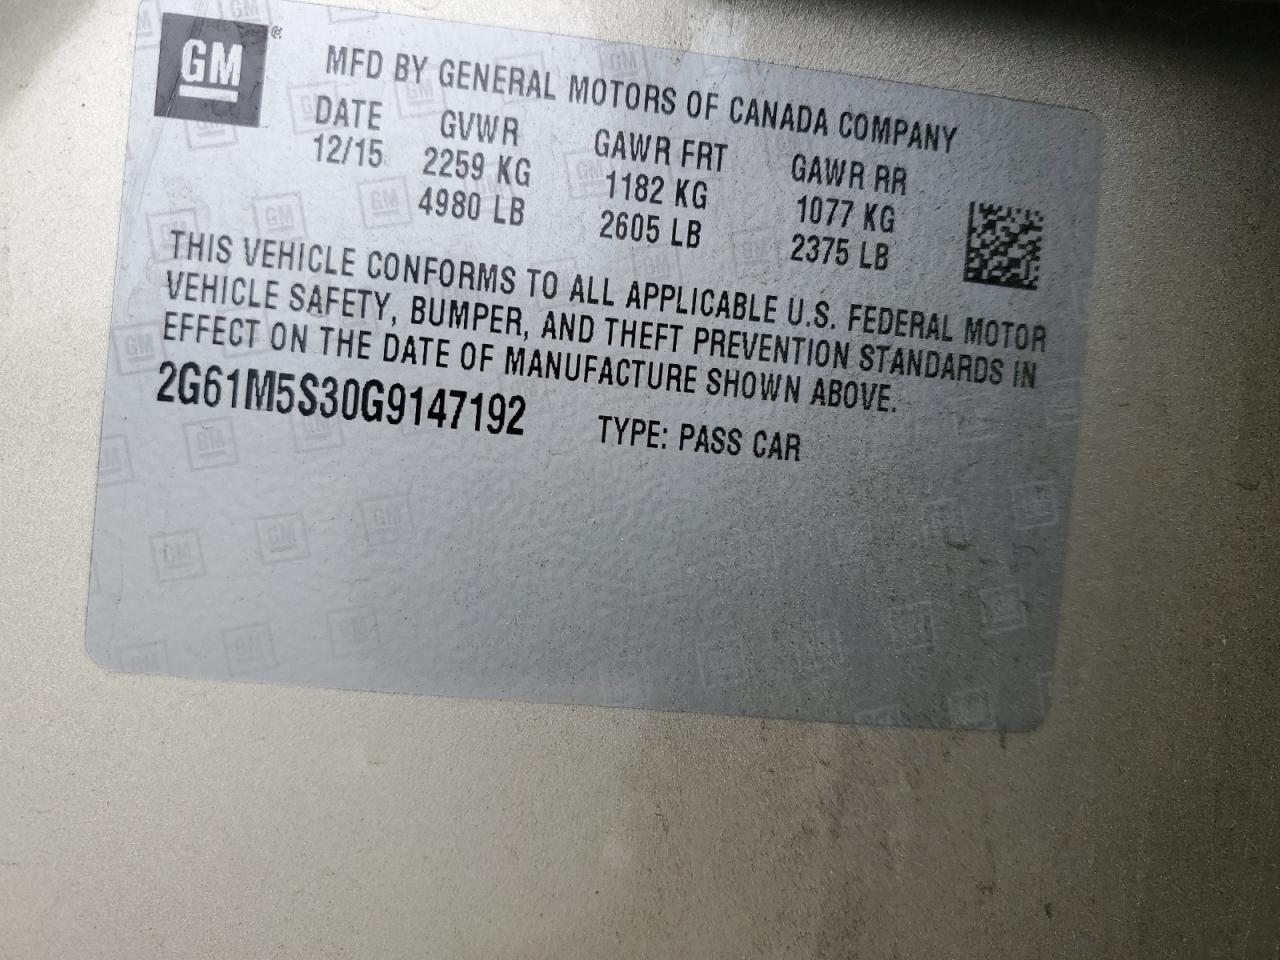 GM
MFD BY GENERAL MOTORS OF CANADA COMPANY
DATE GVWR GAWR FRT GAWR RR
12/15 2259 KG 1182 KG 1077 KG
4980 LB 2605 LB 2375 LB
THIS VEHICLE CONFORMS TO ALL APPLICABLE U.S. FEDERAL MOTOR
VEHICLE SAFETY, BUMPER, AND THEFT PREVENTION STANDARDS IN
EFFECT ON THE DATE OF MANUFACTURE SHOWN ABOVE.
2G61M5S30G9147192 TYPE: PASS CAR